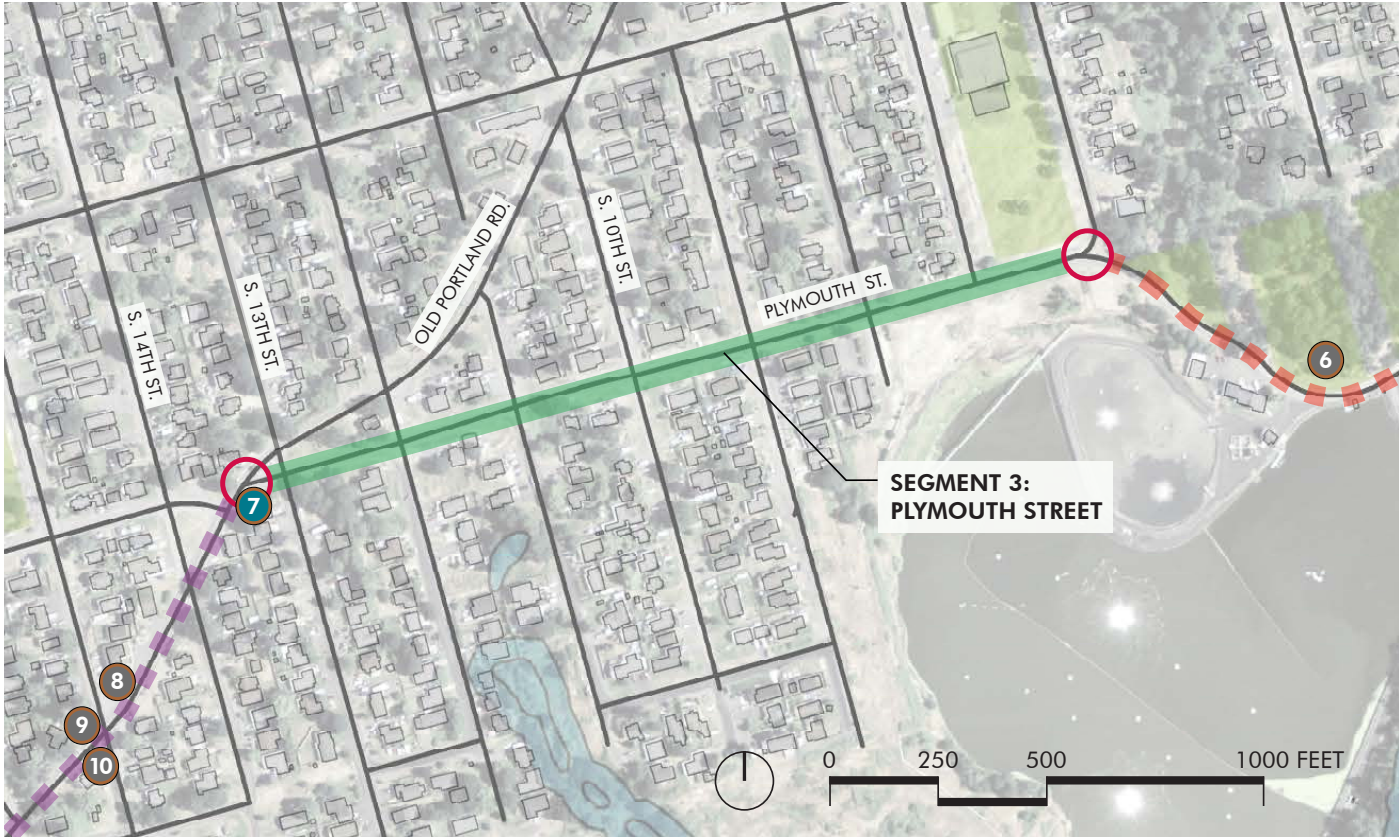 S. 14TH ST.
S. 13TH ST.
OLD PORTLAND RD.
S. 10TH ST.
PLYMOUTH ST.
6
SEGMENT 3:
PLYMOUTH STREET
7
8
9
10
0 250 500 1000 FEET